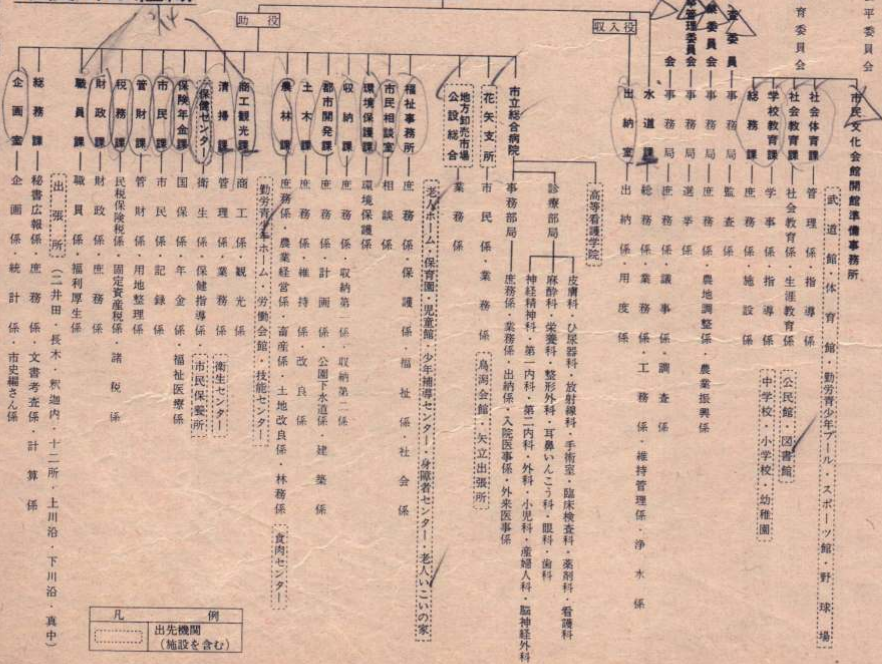 助役
収入役
企画室
企画係・統計係・市史編さん係
総務課
秘書広報係・庶務係・文書考査係・計算係
出張所
(二井田・長木・釈迦内・十二所・上川沿・下川沿・真中)
職員課
職員係・福利厚生係
財政課
財政係・庶務係
税務課
民税保険税係・固定資産税係・諸税係
管財課
管財係・用地整理係
市民課
市民係・記録係
保険年金課
国保係・年金係・福祉医療係
保健センター
衛生係・保健指導係
市民保養所
清掃課
管理係・業務係
衛生センター
商工観光課
商工係・観光係
勤労青少年ホーム・労働会館・技能センター
農林課
庶務係・農業経営係・畜産係・土地改良係・林務係
食肉センター
土木課
庶務係・維持係・改良係
都市開発課
庶務係・計画係・公園下水道係・建築係
収納課
庶務係・収納第一係・収納第二係
環境保護課
環境保護係
市民相談室
相談係
福祉事務所
庶務係・保護係・福祉係・社会係
老人ホーム・保育園・児童館・少年補導センター・身障者センター・老人いこいの家
公設総合地方卸売市場
業務係
花矢支所
市民係・業務係
鳥潟会館・矢立出張所
市立総合病院
事務部局
庶務係・業務係・出納係・入院医事係・外来医事係
診療部局
神経精神科・第一内科・第二内科・外科・小児科・産婦人科・脳神経外科
麻酔科・栄養科・整形外科・耳鼻いんこう科・眼科・歯科
皮膚科・ひ尿器科・放射線科・手術室・臨床検査科・薬剤科・看護科
高等看護学院
出納室
出納係・用度係
水道課
総務係・業務係・工務係・維持管理係・浄水係
会
事務局
庶務係・議事係・調査係
管理委員会
事務局
選挙係
委員会
事務局
庶務係・農地調整係・農業振興係
委員
事務局
監査係
育委員会
総務課
庶務係・施設係
学校教育課
学事係・指導係
中学校・小学校・幼稚園
社会教育課
社会教育係・生涯教育係
公民館・図書館
社会体育課
管理係・指導係
武道館・体育館・勤労青少年プール・スポーツ館・野球場
市民文化会館開館準備事務所
平委員会
凡例
出先機関
(施設を含む)